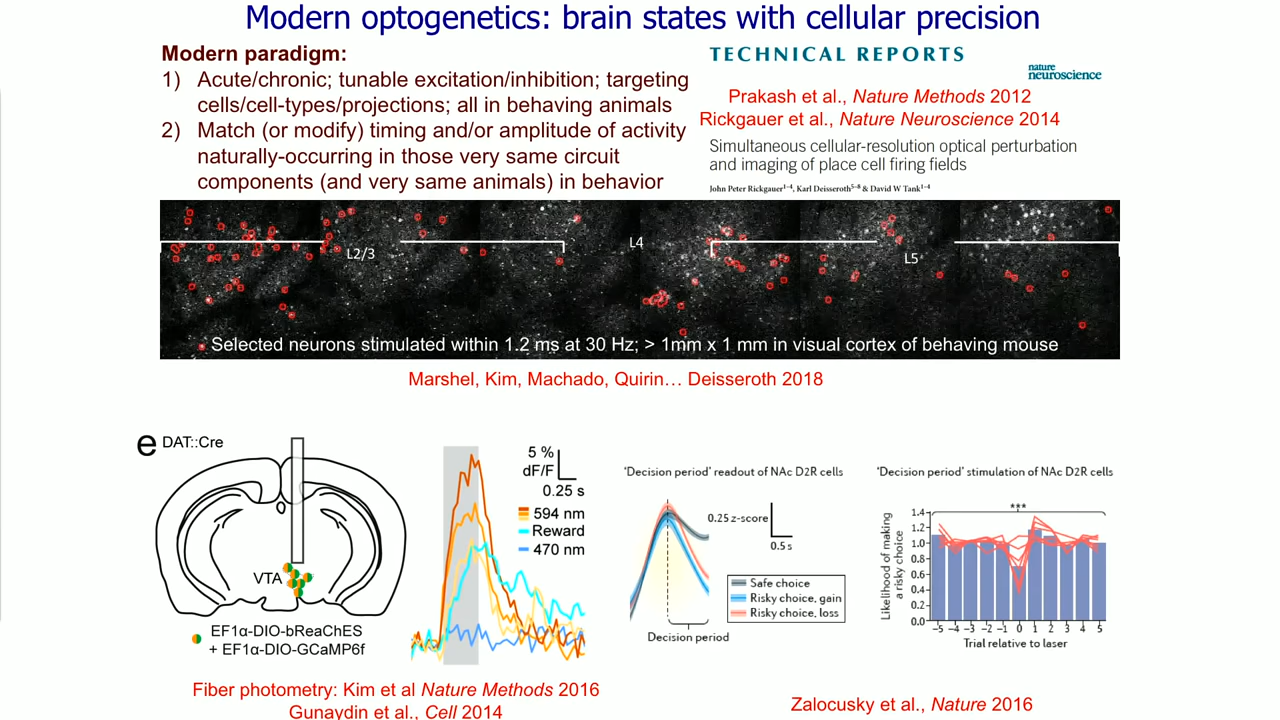 Modern optogenetics: brain states with cellular precision
Modern paradigm:
1) Acute/chronic; tunable excitation/inhibition; targeting
cells/cell-types/projections; all in behaving animals
2) Match (or modify) timing and/or amplitude of activity
naturally-occurring in those very same circuit
components (and very same animals) in behavior
TECHNICAL REPORTS
nature
neuroscience
Prakash et al., Nature Methods 2012
Rickgauer et al., Nature Neuroscience 2014
Simultaneous cellular-resolution optical perturbation
and imaging of place cell firing fields
John Peter Rickgauer1–4, Karl Deisseroth5–8 & David W Tank1–4
L2/3
L4
L5
Selected neurons stimulated within 1.2 ms at 30 Hz; > 1mm x 1 mm in visual cortex of behaving mouse
Marshel, Kim, Machado, Quirin… Deisseroth 2018
e DAT::Cre
VTA
EF1α-DIO-bReaChES
+ EF1α-DIO-GCaMP6f
5 %
dF/F
0.25 s
594 nm
Reward
470 nm
Fiber photometry: Kim et al Nature Methods 2016
Gunaydin et al., Cell 2014
'Decision period' readout of NAc D2R cells
0.25 z-score
0.5 s
Safe choice
Risky choice, gain
Risky choice, loss
Decision period
'Decision period' stimulation of NAc D2R cells
***
Likelihood of making
a risky choice
1.4
1.2
1.0
0.8
0.6
0.4
0.2
0.0
−5 −4 −3 −2 −1 0 1 2 3 4 5
Trial relative to laser
Zalocusky et al., Nature 2016